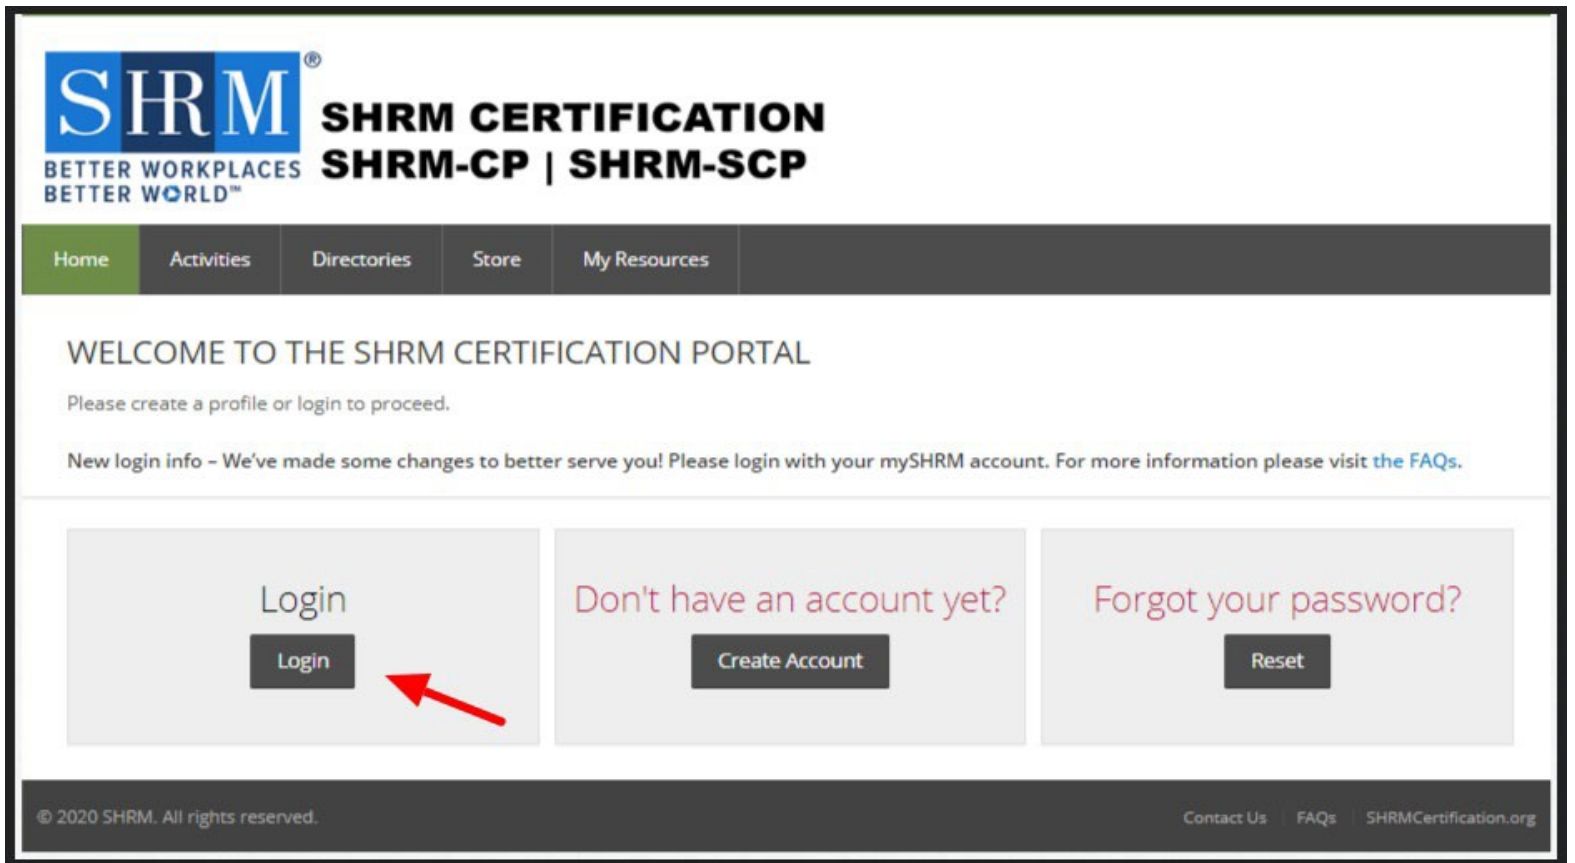 SHRM®
BETTER WORKPLACES
BETTER WORLD™
SHRM CERTIFICATION
SHRM-CP | SHRM-SCP
Home Activities Directories Store My Resources
WELCOME TO THE SHRM CERTIFICATION PORTAL
Please create a profile or login to proceed.
New login info – We've made some changes to better serve you! Please login with your mySHRM account. For more information please visit the FAQs.
Login
Login
Don't have an account yet?
Create Account
Forgot your password?
Reset
© 2020 SHRM. All rights reserved.
Contact Us FAQs SHRMCertification.org